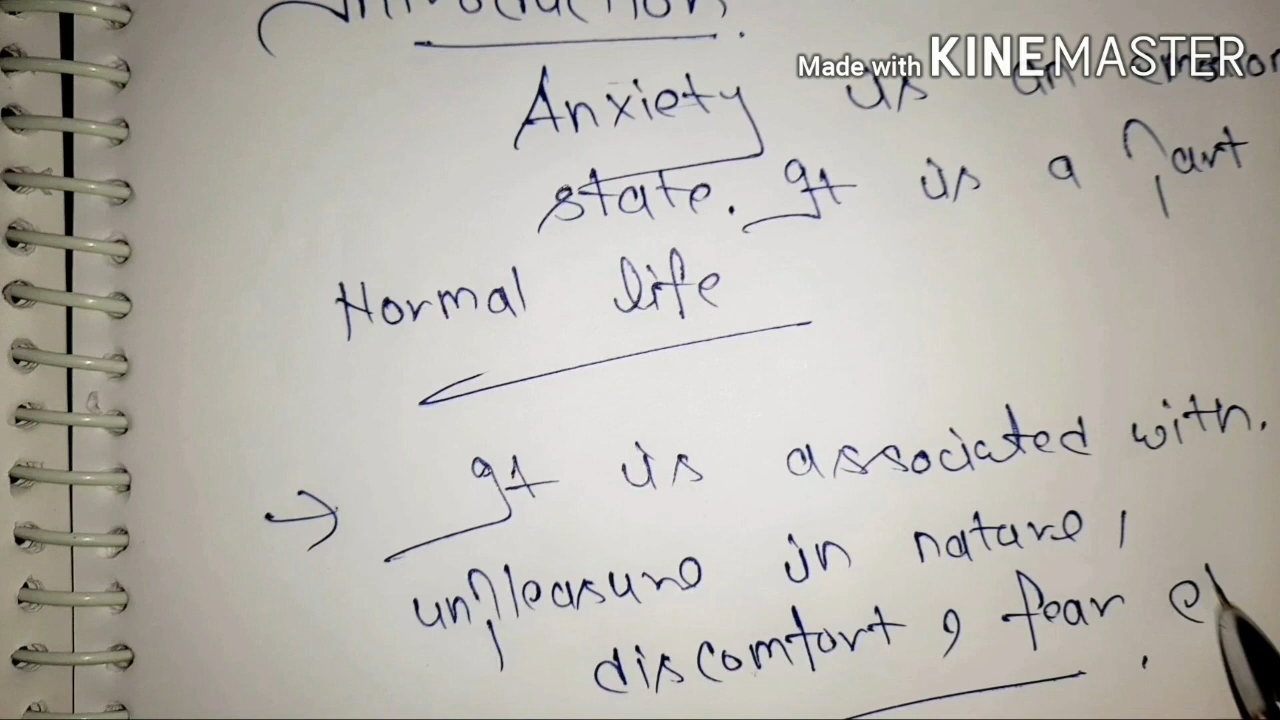 Introduction.
Made with KINEMASTER
Anxiety is an
state. It is a Part
Normal life
→ It is associated with.
unpleasure in nature,
discomfort, fear